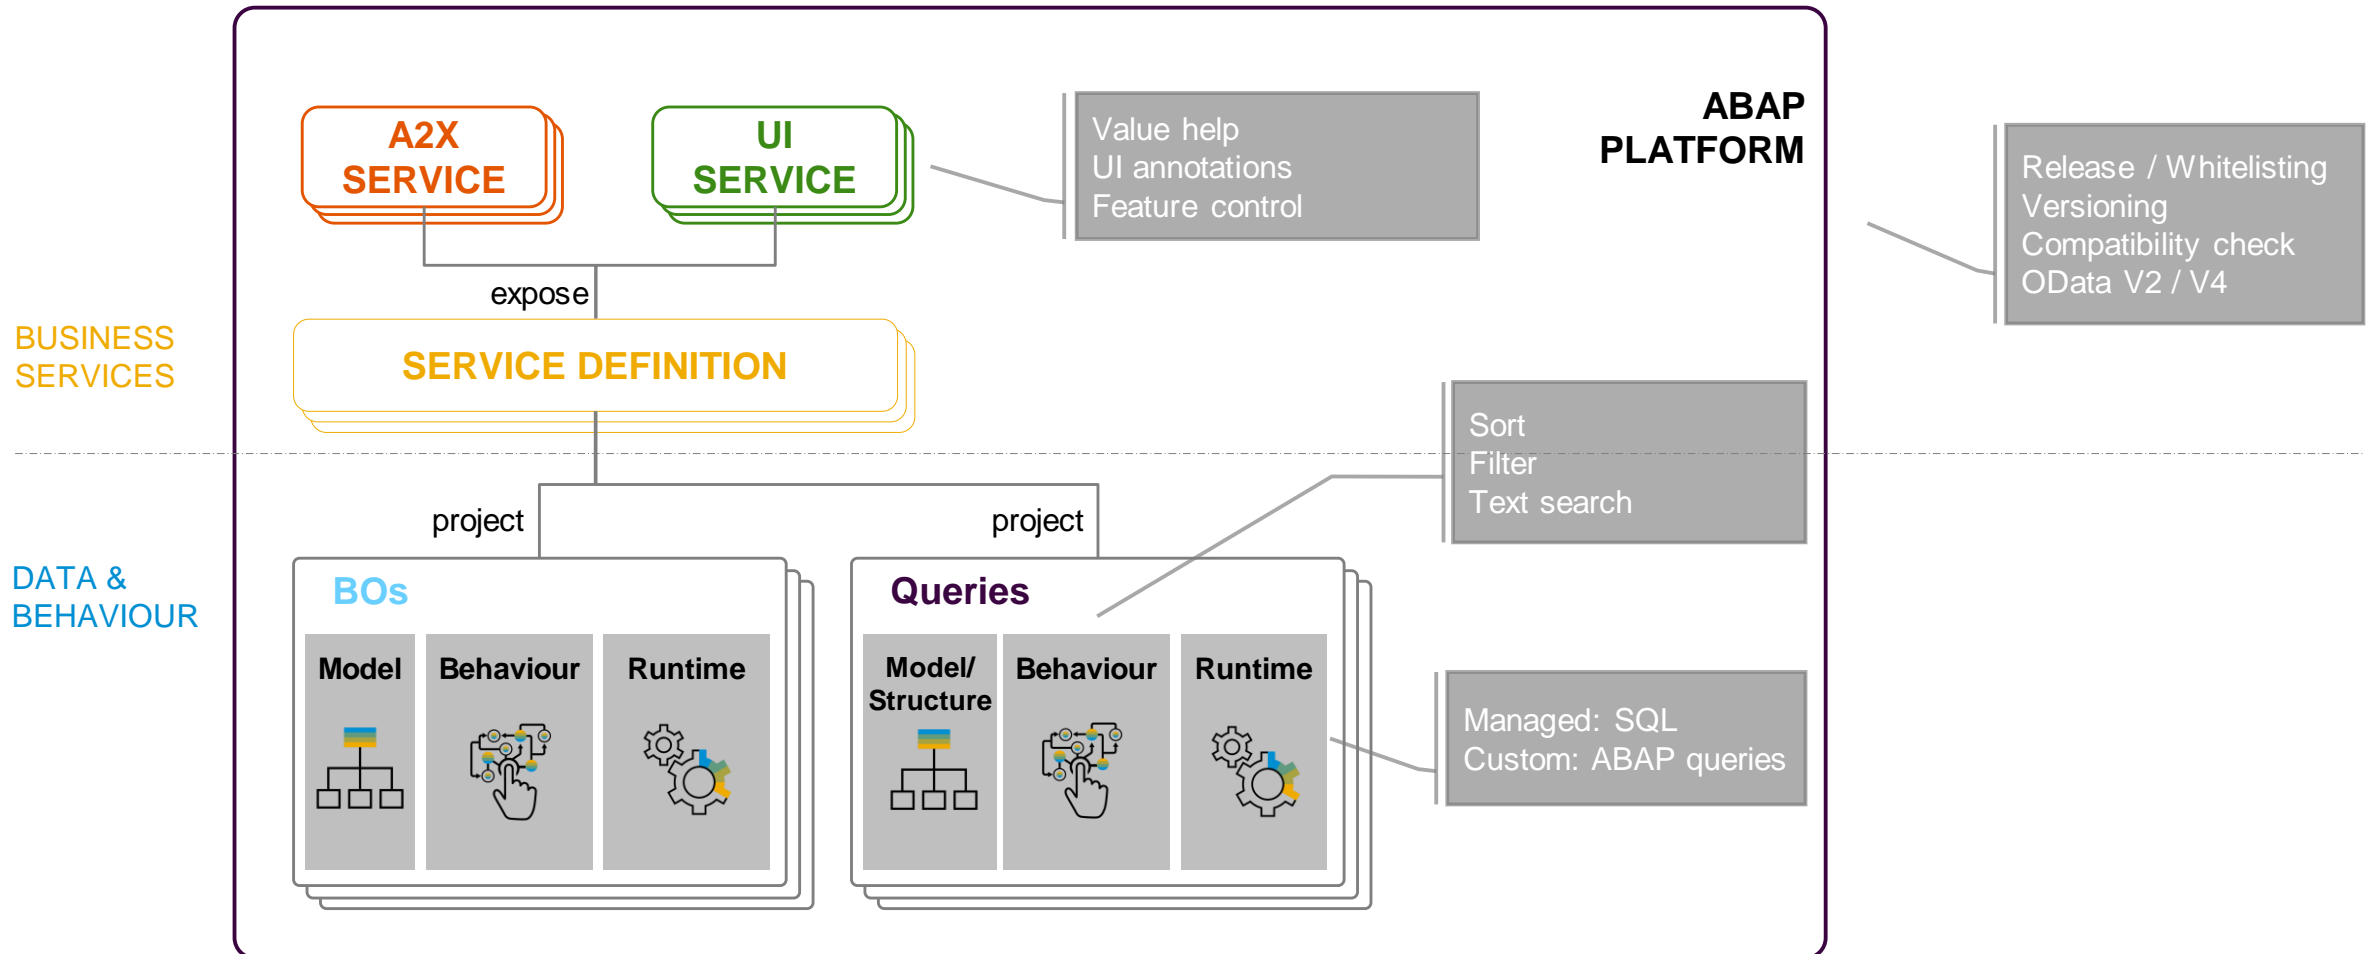 A2X
SERVICE
UI
SERVICE
Value help
UI annotations
Feature control
ABAP
PLATFORM
Release / Whitelisting
Versioning
Compatibility check
OData V2 / V4
expose
BUSINESS
SERVICES
SERVICE DEFINITION
Sort
Filter
Text search
project
project
DATA &
BEHAVIOUR
BOs
Model
Behaviour
Runtime
Queries
Model/
Structure
Behaviour
Runtime
Managed: SQL
Custom: ABAP queries